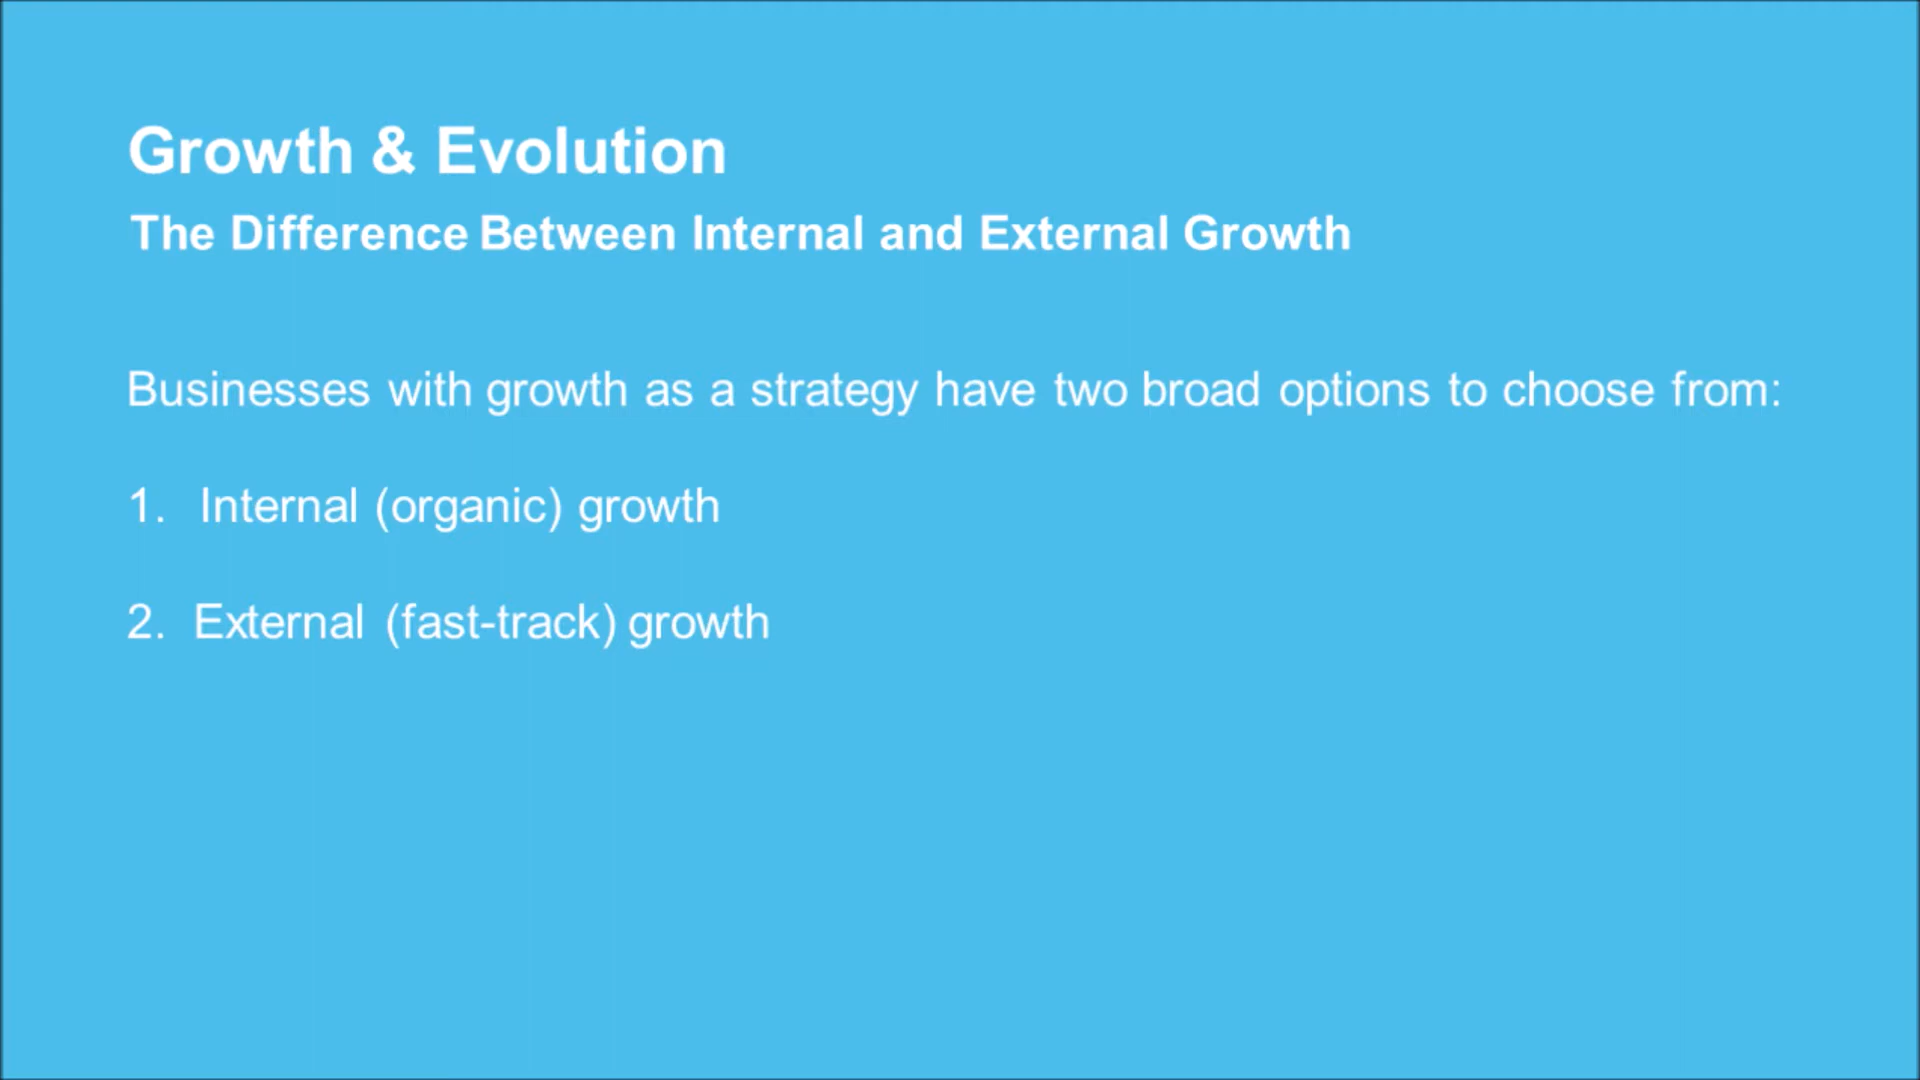 Growth & Evolution
The Difference Between Internal and External Growth
Businesses with growth as a strategy have two broad options to choose from:
1. Internal (organic) growth
2. External (fast-track) growth